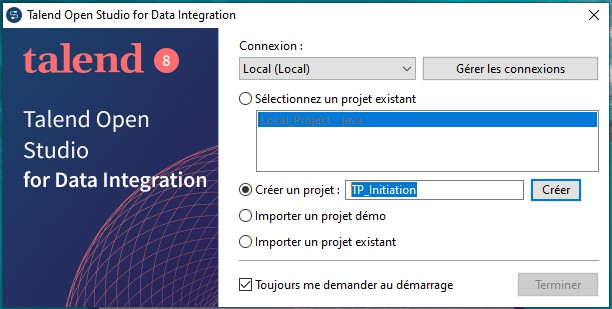 Talend Open Studio for Data Integration
talend 8
Talend Open
Studio
for Data Integration
Connexion :
Local (Local)
Gérer les connexions
Sélectionnez un projet existant
Local_Project - java
Créer un projet :
TP_Initiation
Créer
Importer un projet démo
Importer un projet existant
Toujours me demander au démarrage
Terminer